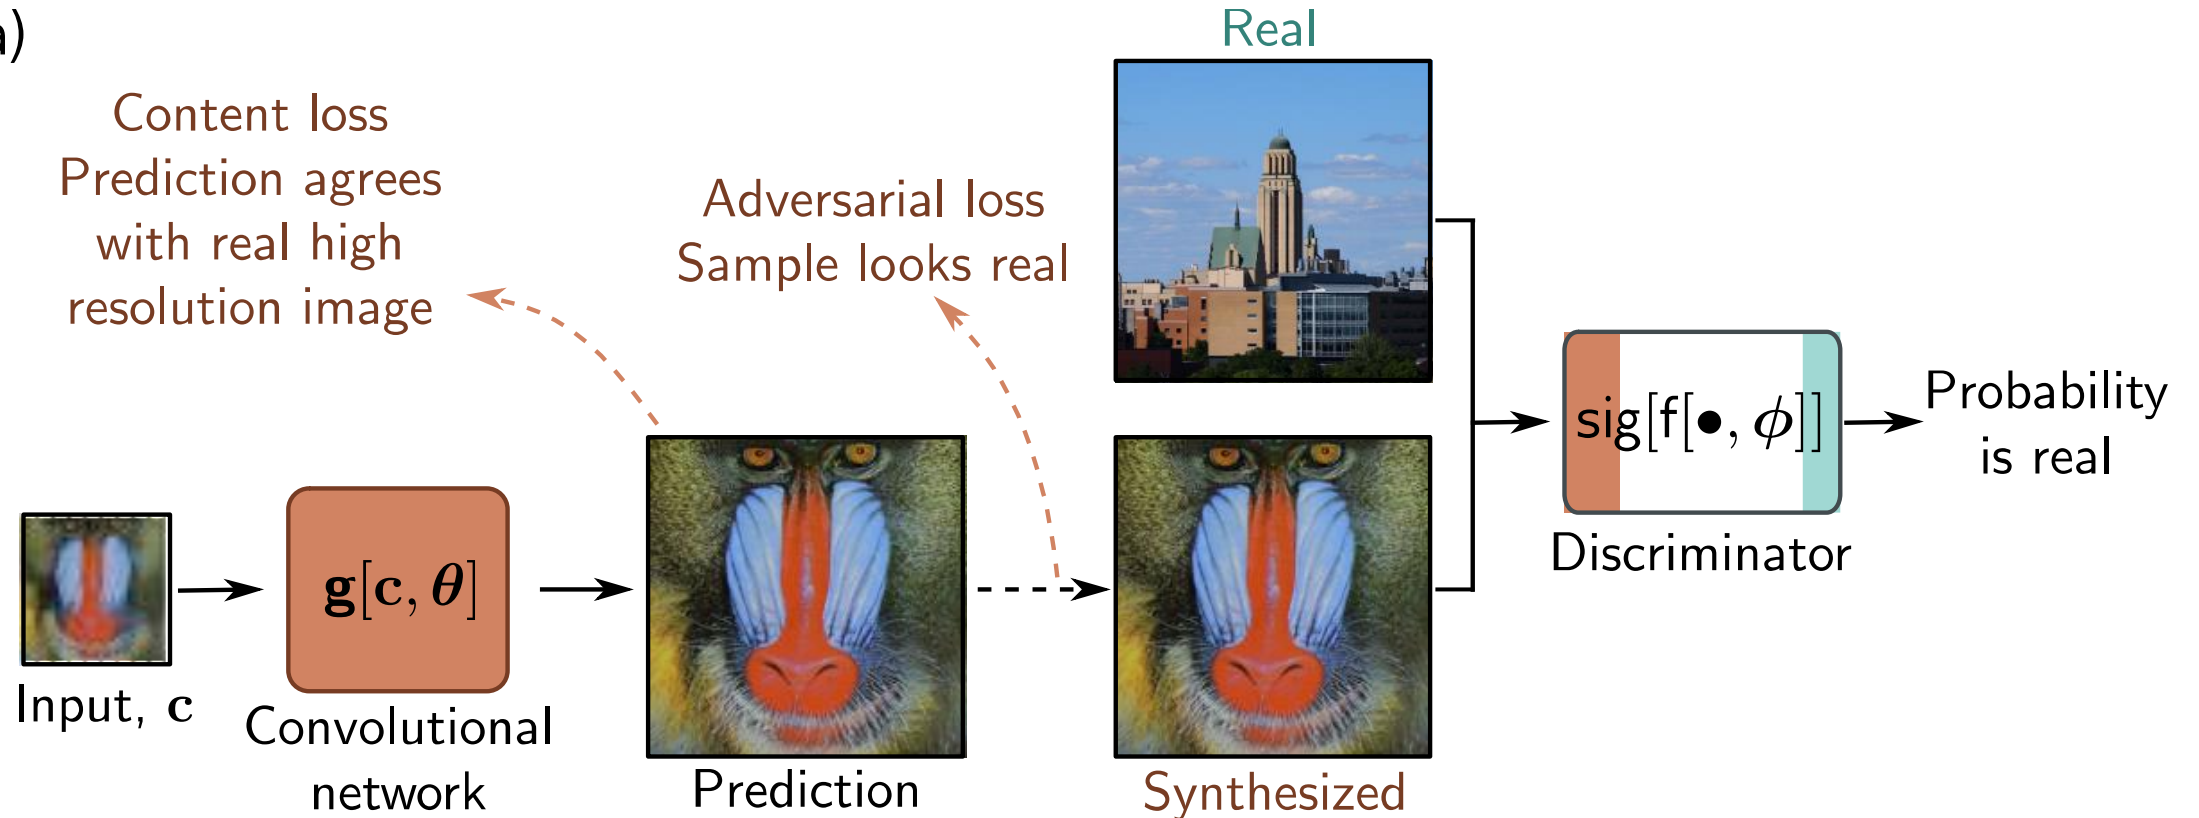 a)
Content loss
Prediction agrees
with real high
resolution image
Adversarial loss
Sample looks real
Real
Input, c
g[c, θ]
Convolutional
network
Prediction
Synthesized
sig[f[•, ϕ]]
Discriminator
Probability
is real